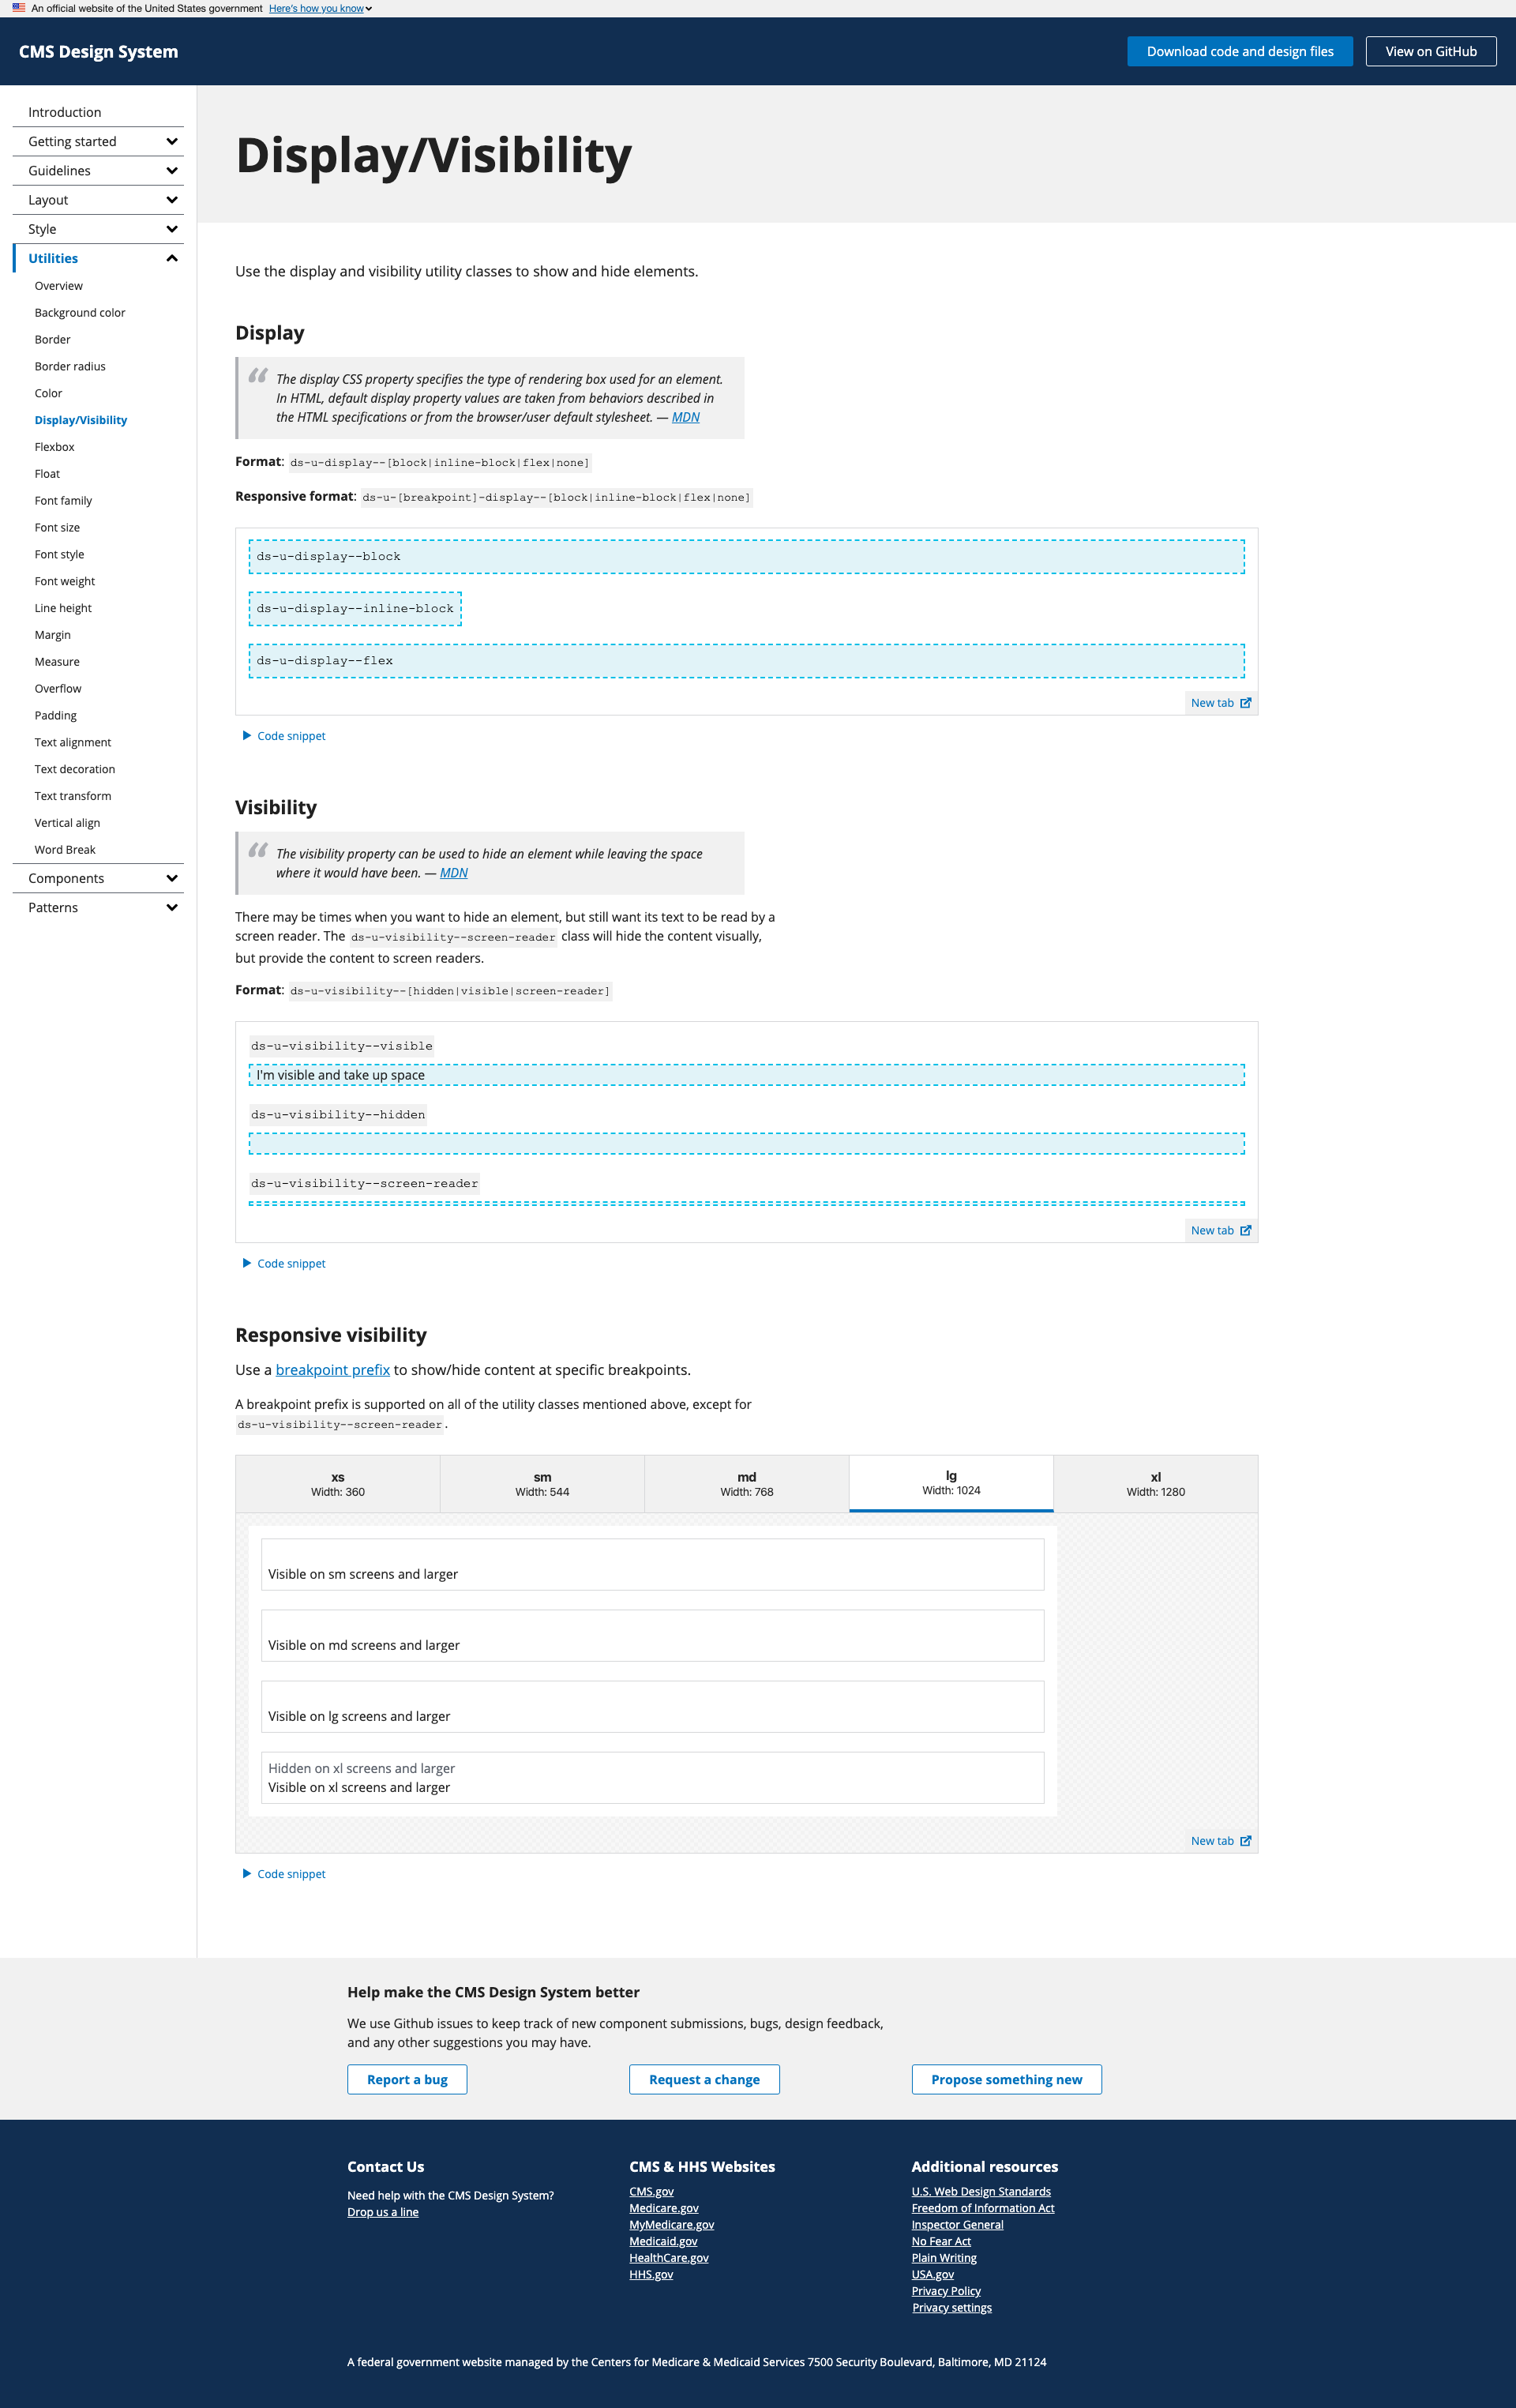 An official website of the United States government Here's how you know
CMS Design System
Download code and design files
View on GitHub
Introduction
Getting started
Guidelines
Layout
Style
Utilities
Overview
Background color
Border
Border radius
Color
Display/Visibility
Flexbox
Float
Font family
Font size
Font style
Font weight
Line height
Margin
Measure
Overflow
Padding
Text alignment
Text decoration
Text transform
Vertical align
Word Break
Components
Patterns
Display/Visibility
Use the display and visibility utility classes to show and hide elements.
Display
The display CSS property specifies the type of rendering box used for an element.
In HTML, default display property values are taken from behaviors described in
the HTML specifications or from the browser/user default stylesheet. — MDN
Format: ds-u-display--[block|inline-block|flex|none]
Responsive format: ds-u-[breakpoint]-display--[block|inline-block|flex|none]
ds-u-display--block
ds-u-display--inline-block
ds-u-display--flex
New tab
Code snippet
Visibility
The visibility property can be used to hide an element while leaving the space
where it would have been. — MDN
There may be times when you want to hide an element, but still want its text to be read by a
screen reader. The ds-u-visibility--screen-reader class will hide the content visually,
but provide the content to screen readers.
Format: ds-u-visibility--[hidden|visible|screen-reader]
ds-u-visibility--visible
I'm visible and take up space
ds-u-visibility--hidden
ds-u-visibility--screen-reader
New tab
Code snippet
Responsive visibility
Use a breakpoint prefix to show/hide content at specific breakpoints.
A breakpoint prefix is supported on all of the utility classes mentioned above, except for
ds-u-visibility--screen-reader.
xs
Width: 360
sm
Width: 544
md
Width: 768
lg
Width: 1024
xl
Width: 1280
Visible on sm screens and larger
Visible on md screens and larger
Visible on lg screens and larger
Hidden on xl screens and larger
Visible on xl screens and larger
New tab
Code snippet
Help make the CMS Design System better
We use Github issues to keep track of new component submissions, bugs, design feedback,
and any other suggestions you may have.
Report a bug
Request a change
Propose something new
Contact Us
Need help with the CMS Design System?
Drop us a line
CMS & HHS Websites
CMS.gov
Medicare.gov
MyMedicare.gov
Medicaid.gov
HealthCare.gov
HHS.gov
Additional resources
U.S. Web Design Standards
Freedom of Information Act
Inspector General
No Fear Act
Plain Writing
USA.gov
Privacy Policy
Privacy settings
A federal government website managed by the Centers for Medicare & Medicaid Services 7500 Security Boulevard, Baltimore, MD 21124